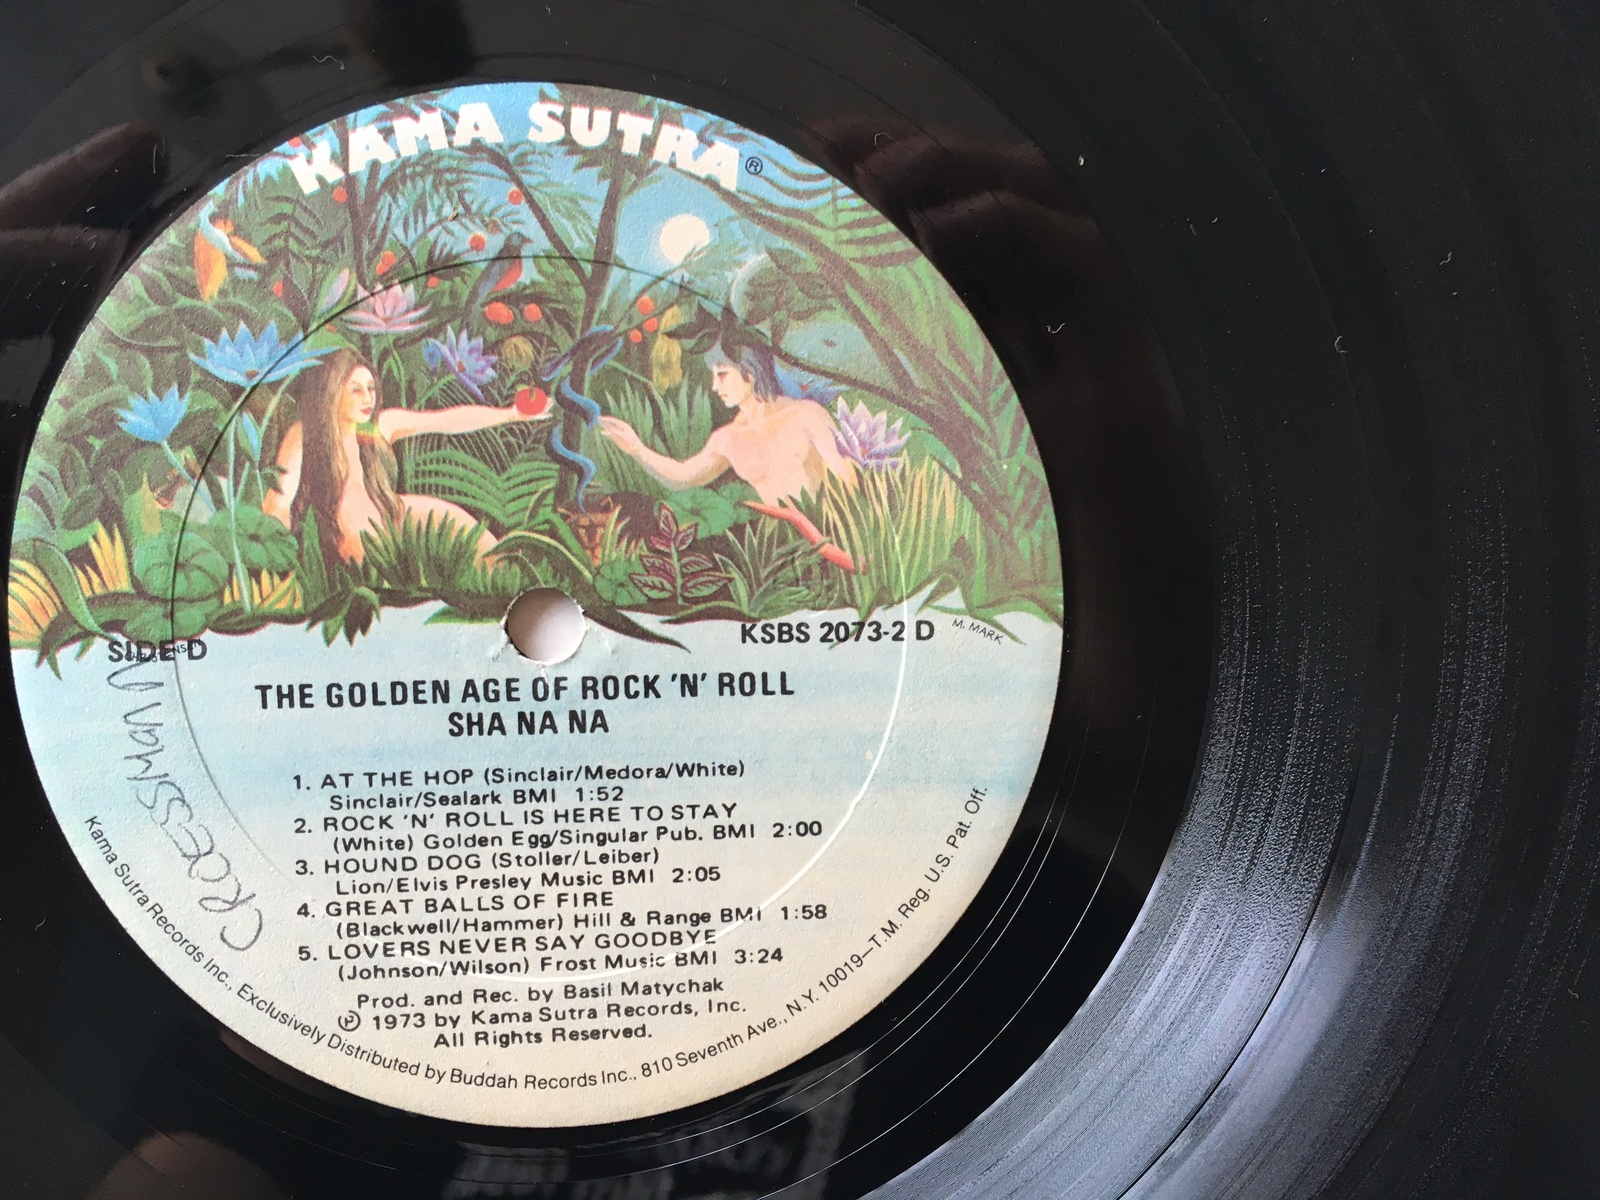 KAMA SUTRA®
SIDE D
KSBS 2073-2 D
M. MARK
THE GOLDEN AGE OF ROCK 'N' ROLL
SHA NA NA
1. AT THE HOP (Sinclair/Medora/White)
Sinclair/Sealark BMI 1:52
2. ROCK 'N' ROLL IS HERE TO STAY
(White) Golden Egg/Singular Pub. BMI 2:00
3. HOUND DOG (Stoller/Leiber)
Lion/Elvis Presley Music BMI 2:05
4. GREAT BALLS OF FIRE
(Blackwell/Hammer) Hill & Range BMI 1:58
5. LOVERS NEVER SAY GOODBYE
(Johnson/Wilson) Frost Music BMI 3:24
Prod. and Rec. by Basil Matychak
℗ 1973 by Kama Sutra Records, Inc.
All Rights Reserved.
Kama Sutra Records Inc., Exclusively Distributed by Buddah Records Inc., 810 Seventh Ave., N.Y. 10019—T.M. Reg. U.S. Pat. Off.